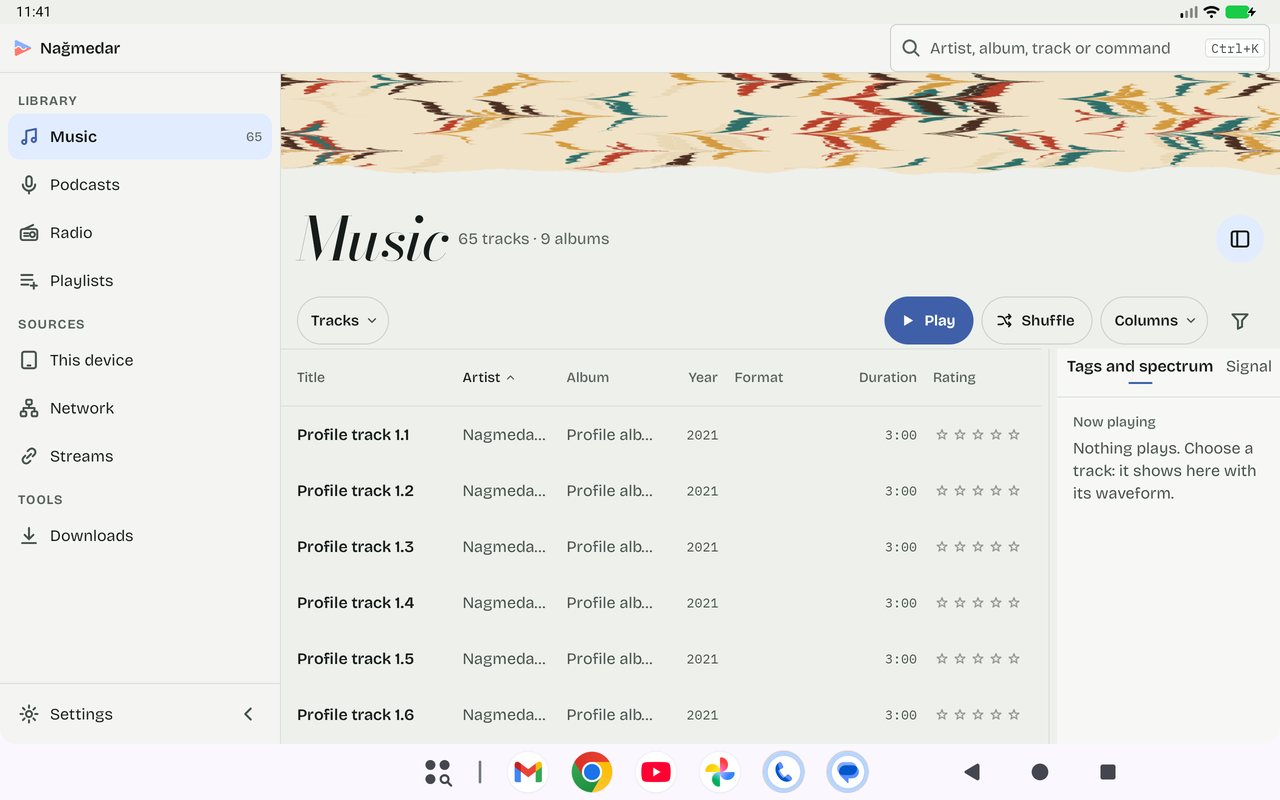 11:41
Nağmedar
Artist, album, track or command
Ctrl+K
LIBRARY
Music
65
Podcasts
Radio
Playlists
SOURCES
This device
Network
Streams
TOOLS
Downloads
Settings
Music
65 tracks · 9 albums
Tracks
Play
Shuffle
Columns
Title Artist Album Year Format Duration Rating
Profile track 1.1 Nagmeda... Profile alb... 2021 3:00
Profile track 1.2 Nagmeda... Profile alb... 2021 3:00
Profile track 1.3 Nagmeda... Profile alb... 2021 3:00
Profile track 1.4 Nagmeda... Profile alb... 2021 3:00
Profile track 1.5 Nagmeda... Profile alb... 2021 3:00
Profile track 1.6 Nagmeda... Profile alb... 2021 3:00
Tags and spectrum Signal
Now playing
Nothing plays. Choose a
track: it shows here with
its waveform.